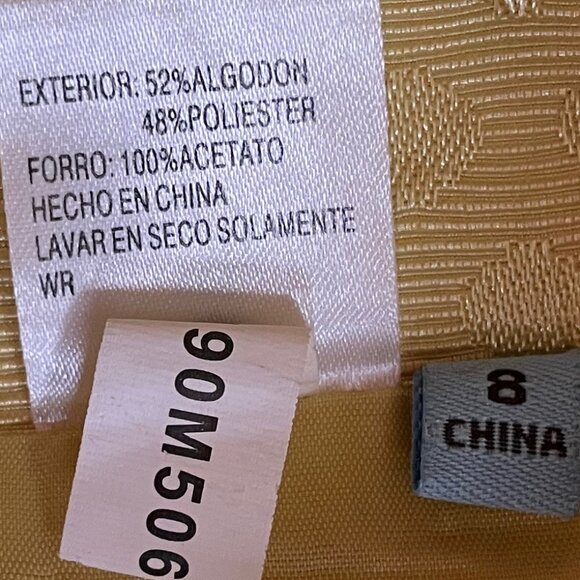 EXTERIOR: 52%ALGODON
48%POLIESTER
FORRO: 100%ACETATO
HECHO EN CHINA
LAVAR EN SECO SOLAMENTE
WR
90M506
8
CHINA